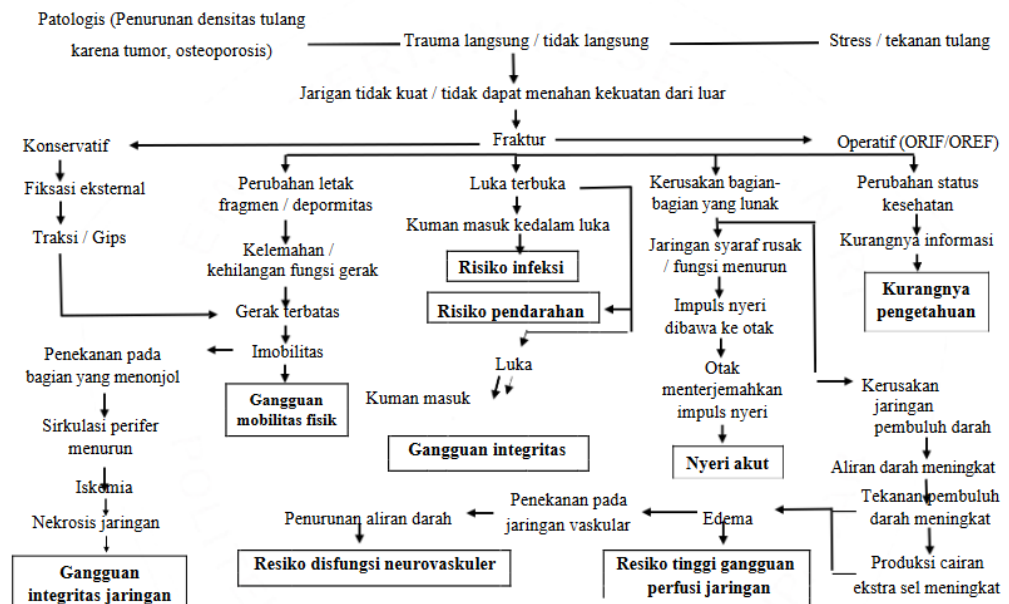 Patologis (Penurunan densitas tulang
karena tumor, osteoporosis)
Trauma langsung / tidak langsung
Stress / tekanan tulang
Jarigan tidak kuat / tidak dapat menahan kekuatan dari luar
Konservatif
Fraktur
Operatif (ORIF/OREF)
Fiksasi eksternal
Traksi / Gips
Perubahan letak
fragmen / depormitas
Kelemahan /
kehilangan fungsi gerak
Gerak terbatas
Imobilitas
Gangguan
mobilitas fisik
Penekanan pada
bagian yang menonjol
Sirkulasi perifer
menurun
Iskemia
Nekrosis jaringan
Gangguan
integritas jaringan
Luka terbuka
Kuman masuk kedalam luka
Risiko infeksi
Risiko pendarahan
Luka
Kuman masuk
Gangguan integritas
Kerusakan bagian-
bagian yang lunak
Jaringan syaraf rusak
/ fungsi menurun
Impuls nyeri
dibawa ke otak
Otak
menterjemahkan
impuls nyeri
Nyeri akut
Perubahan status
kesehatan
Kurangnya informasi
Kurangnya
pengetahuan
Kerusakan
jaringan
pembuluh darah
Aliran darah meningkat
Tekanan pembuluh
darah meningkat
Produksi cairan
ekstra sel meningkat
Edema
Resiko tinggi gangguan
perfusi jaringan
Penekanan pada
jaringan vaskular
Penurunan aliran darah
Resiko disfungsi neurovaskuler